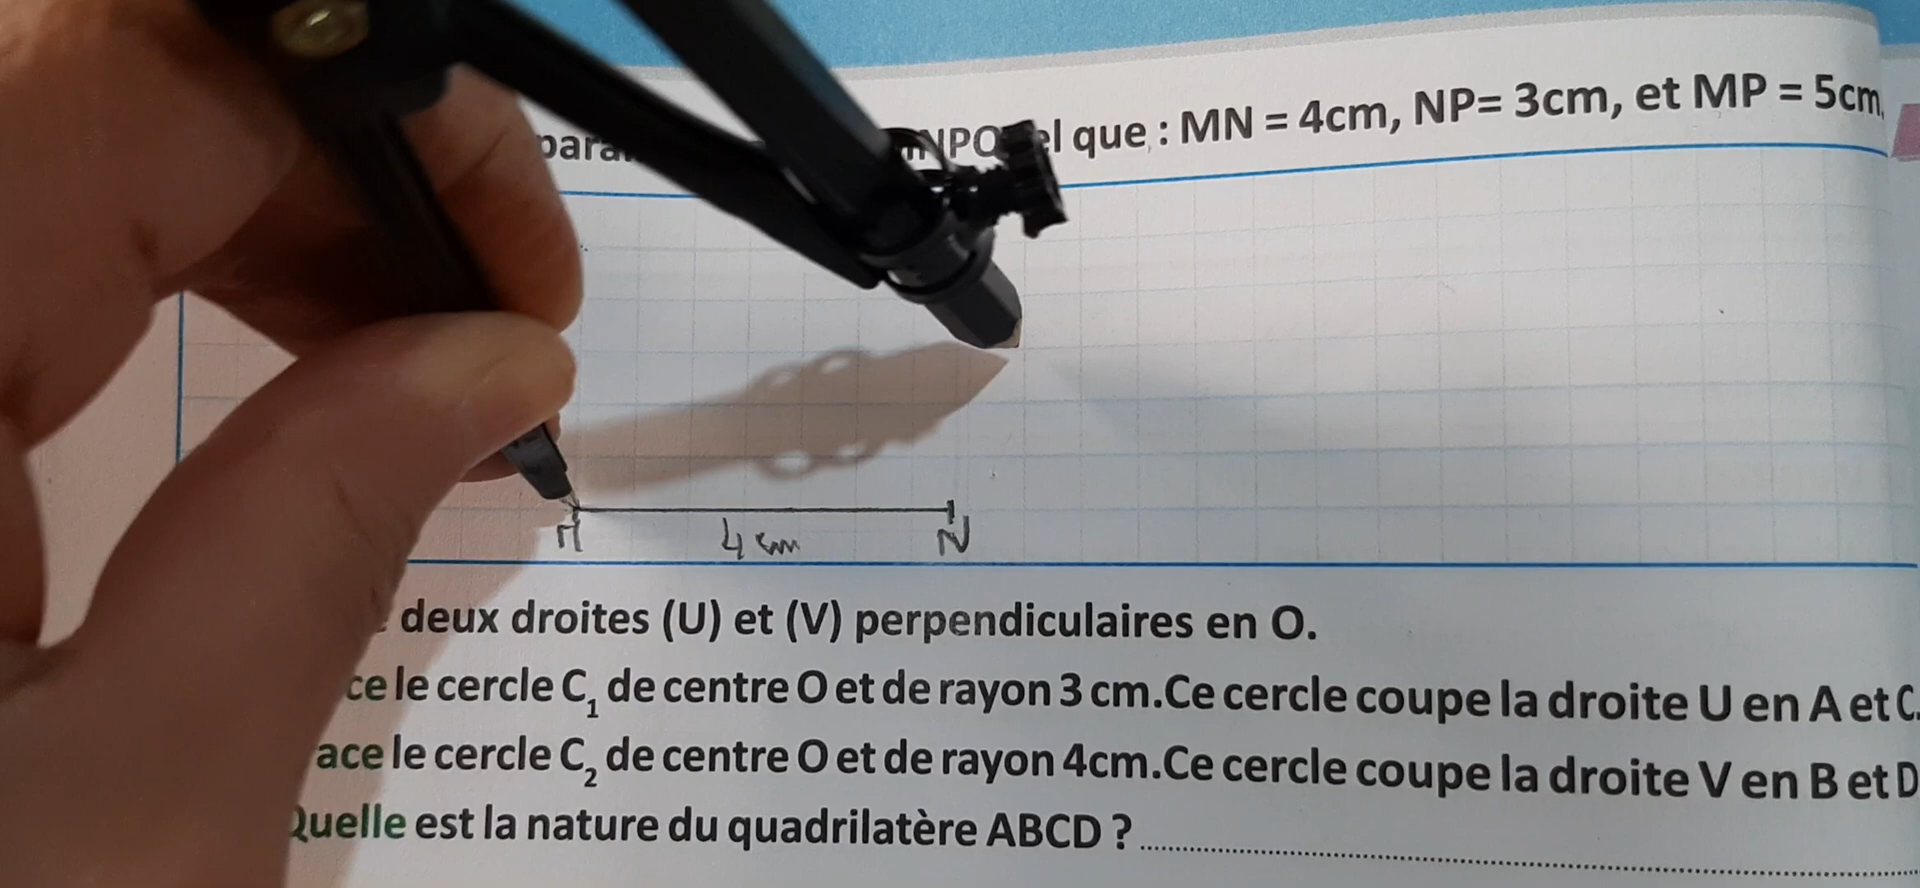 NPQ el que : MN = 4cm, NP= 3cm, et MP = 5cm.
M 4 cm N
deux droites (U) et (V) perpendiculaires en O.
ce le cercle C1 de centre O et de rayon 3 cm.Ce cercle coupe la droite U en A et C.
ace le cercle C2 de centre O et de rayon 4cm.Ce cercle coupe la droite V en B et D
Quelle est la nature du quadrilatère ABCD ?